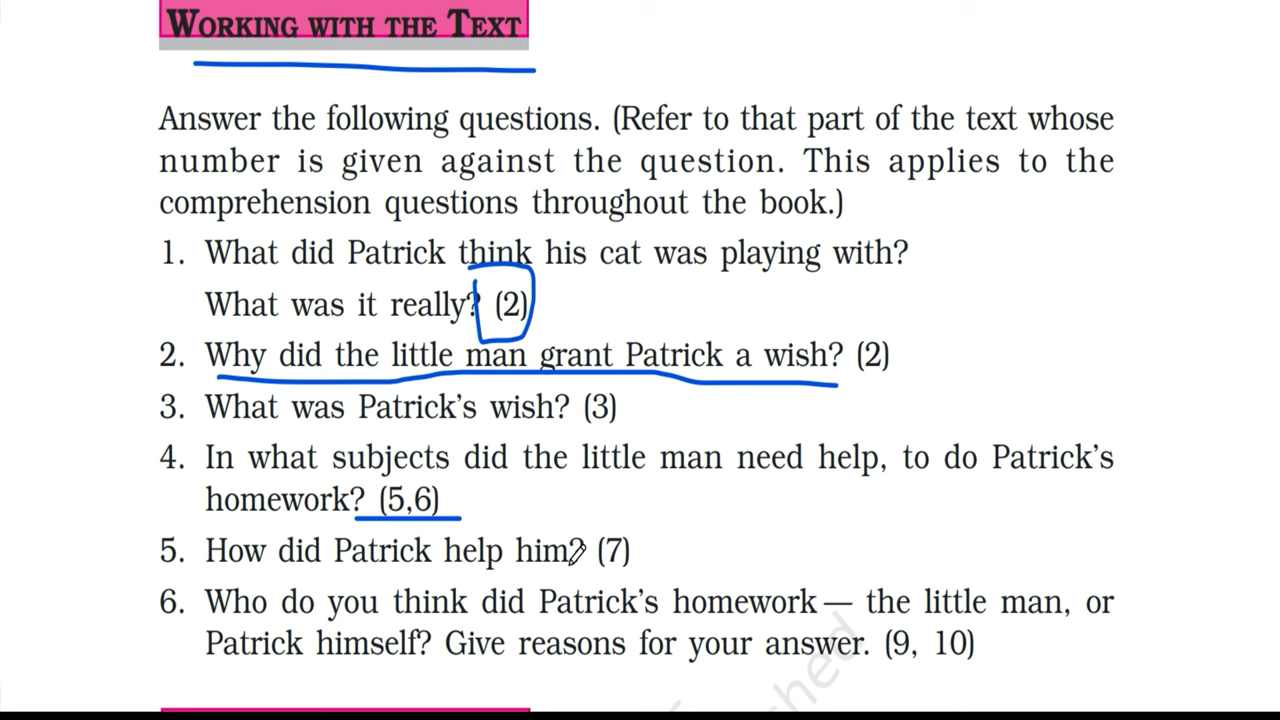 WORKING WITH THE TEXT
Answer the following questions. (Refer to that part of the text whose
number is given against the question. This applies to the
comprehension questions throughout the book.)
1. What did Patrick think his cat was playing with?
What was it really? (2)
2. Why did the little man grant Patrick a wish? (2)
3. What was Patrick's wish? (3)
4. In what subjects did the little man need help, to do Patrick's
homework? (5,6)
5. How did Patrick help him? (7)
6. Who do you think did Patrick's homework — the little man, or
Patrick himself? Give reasons for your answer. (9, 10)